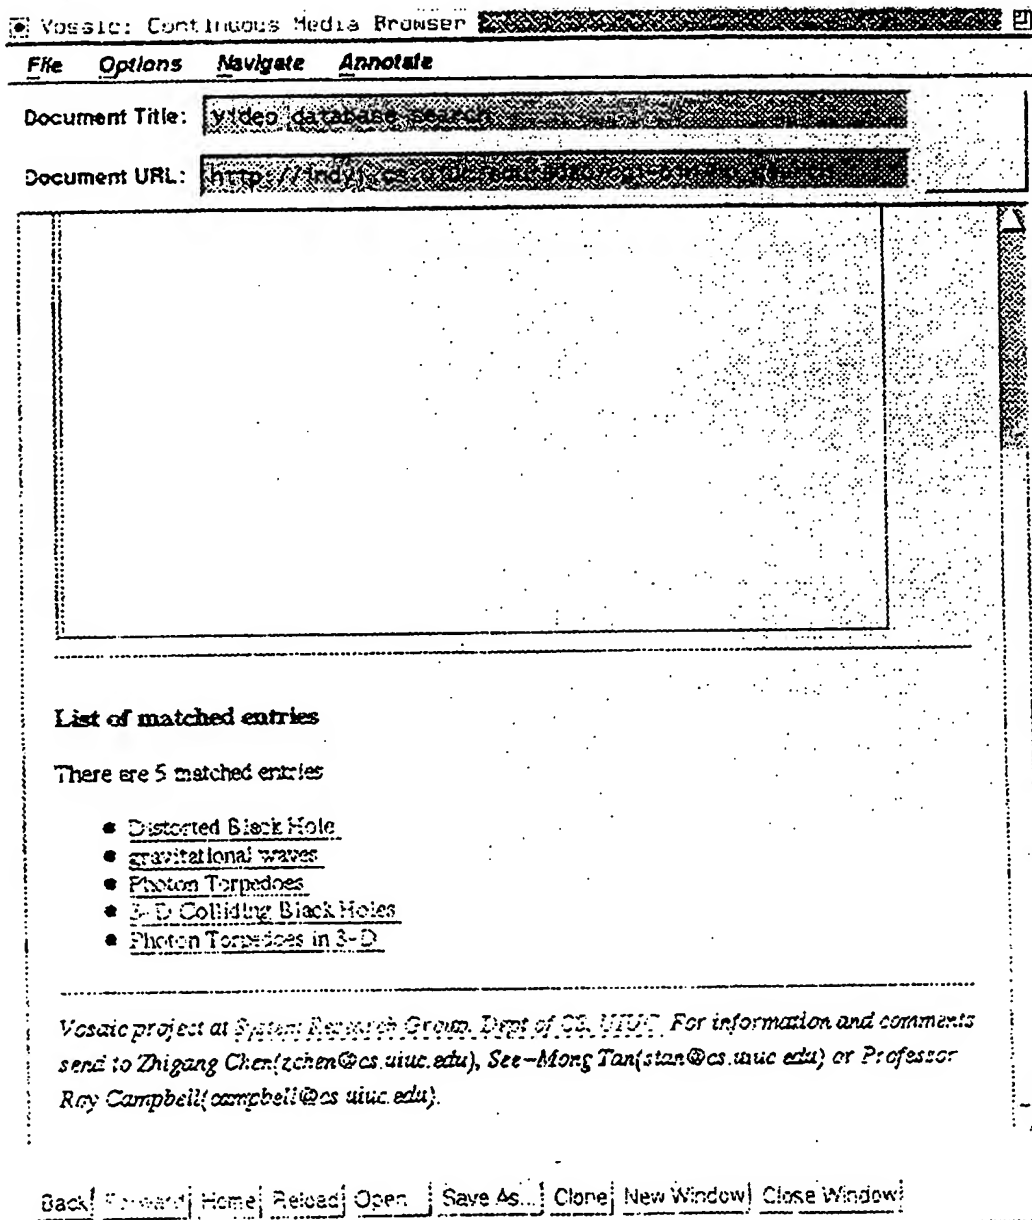 Vosaic: Continuous Media Browser
File Options Navigate Annotate
Document Title: video database search
Document URL:
List of matched entries
There are 5 matched entries
Distorted Black Hole
gravitational waves
Photon Torpedoes
3-D Colliding Black Holes
Photon Torpedoes in 3-D
Vosaic project at System Research Group, Dept of CS, UIUC. For information and comments
send to Zhigang Chen(zchen@cs.uiuc.edu), See-Mong Tan(stan@cs.uiuc edu) or Professor
Roy Campbell(campbell@cs uiuc.edu).
Back Forward Home Reload Open... Save As... Clone New Window Close Window